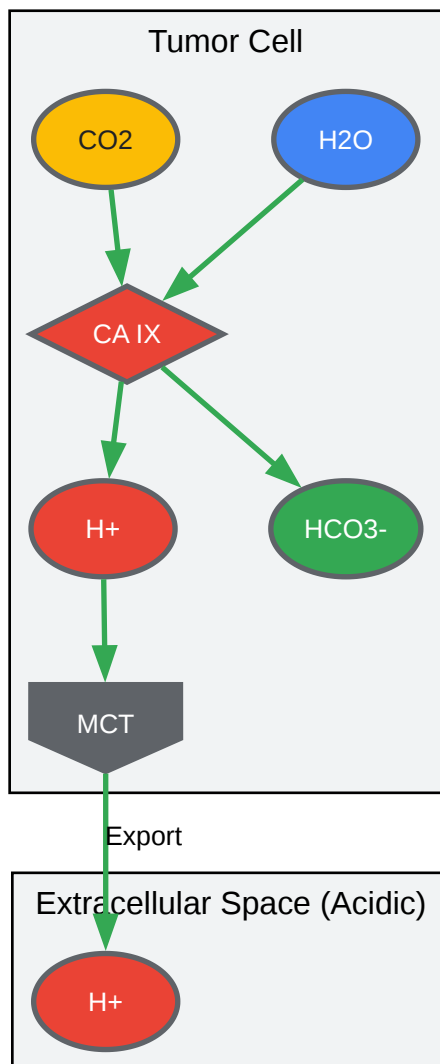 Tumor Cell
CO2
H2O
CA IX
H+
HCO3-
MCT
Export
Extracellular Space (Acidic)
H+